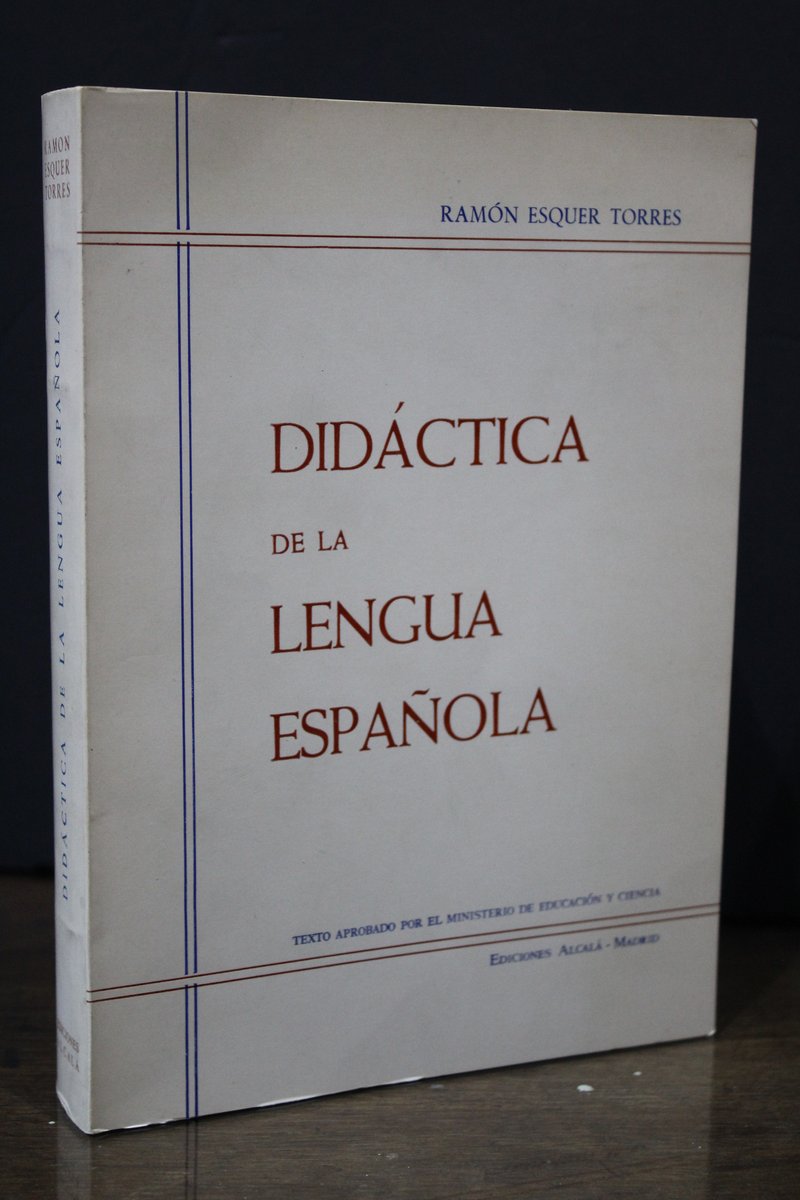 RAMON
ESQUER
TORRES
DIDÁCTICA DE LA LENGUA ESPAÑOLA
EDICIONES
ALCALÁ
RAMÓN ESQUER TORRES
DIDÁCTICA
DE LA
LENGUA
ESPAÑOLA
TEXTO APROBADO POR EL MINISTERIO DE EDUCACIÓN Y CIENCIA
EDICIONES ALCALÁ - MADRID